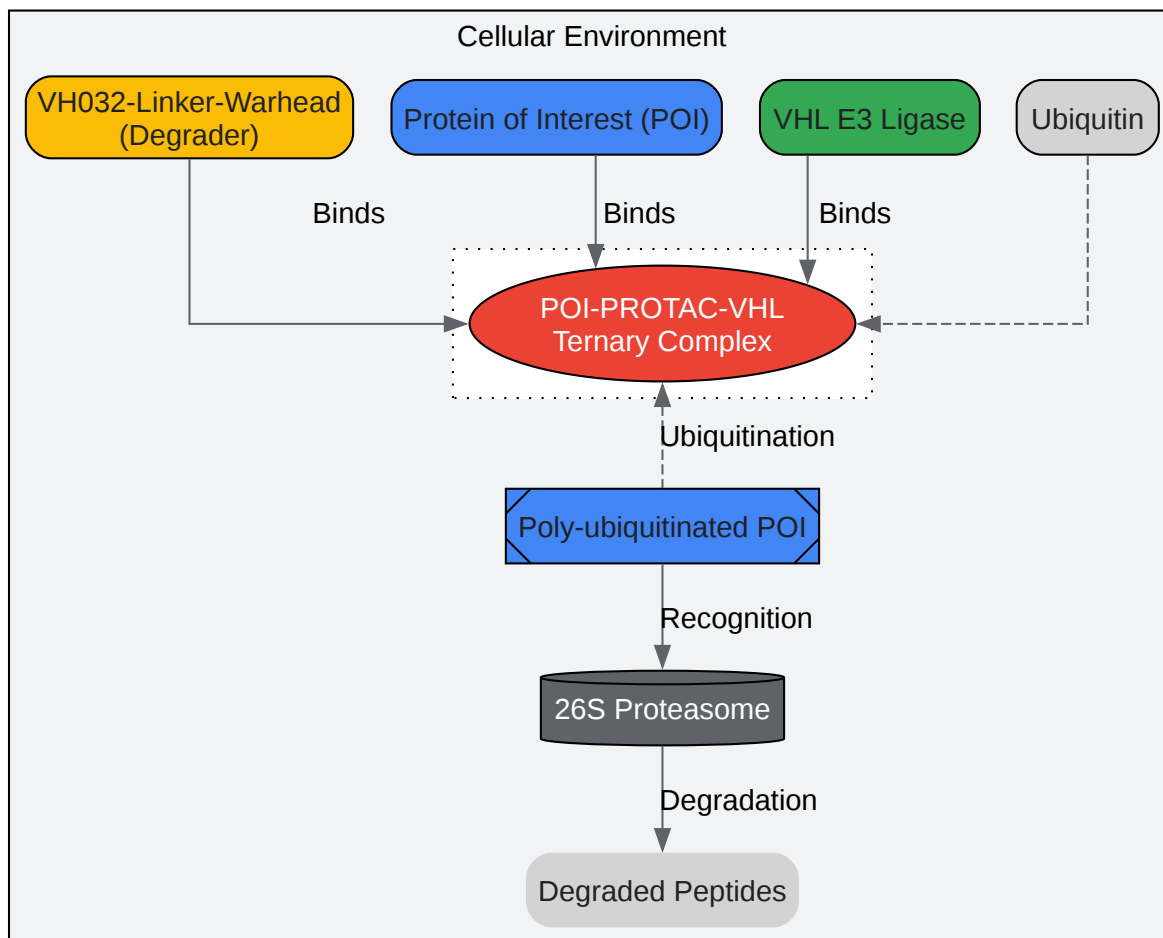 Cellular Environment
VH032-Linker-Warhead
(Degrader)
Protein of Interest (POI)
VHL E3 Ligase
Ubiquitin
Binds
Binds
Binds
POI-PROTAC-VHL
Ternary Complex
Ubiquitination
Poly-ubiquitinated POI
Recognition
26S Proteasome
Degradation
Degraded Peptides